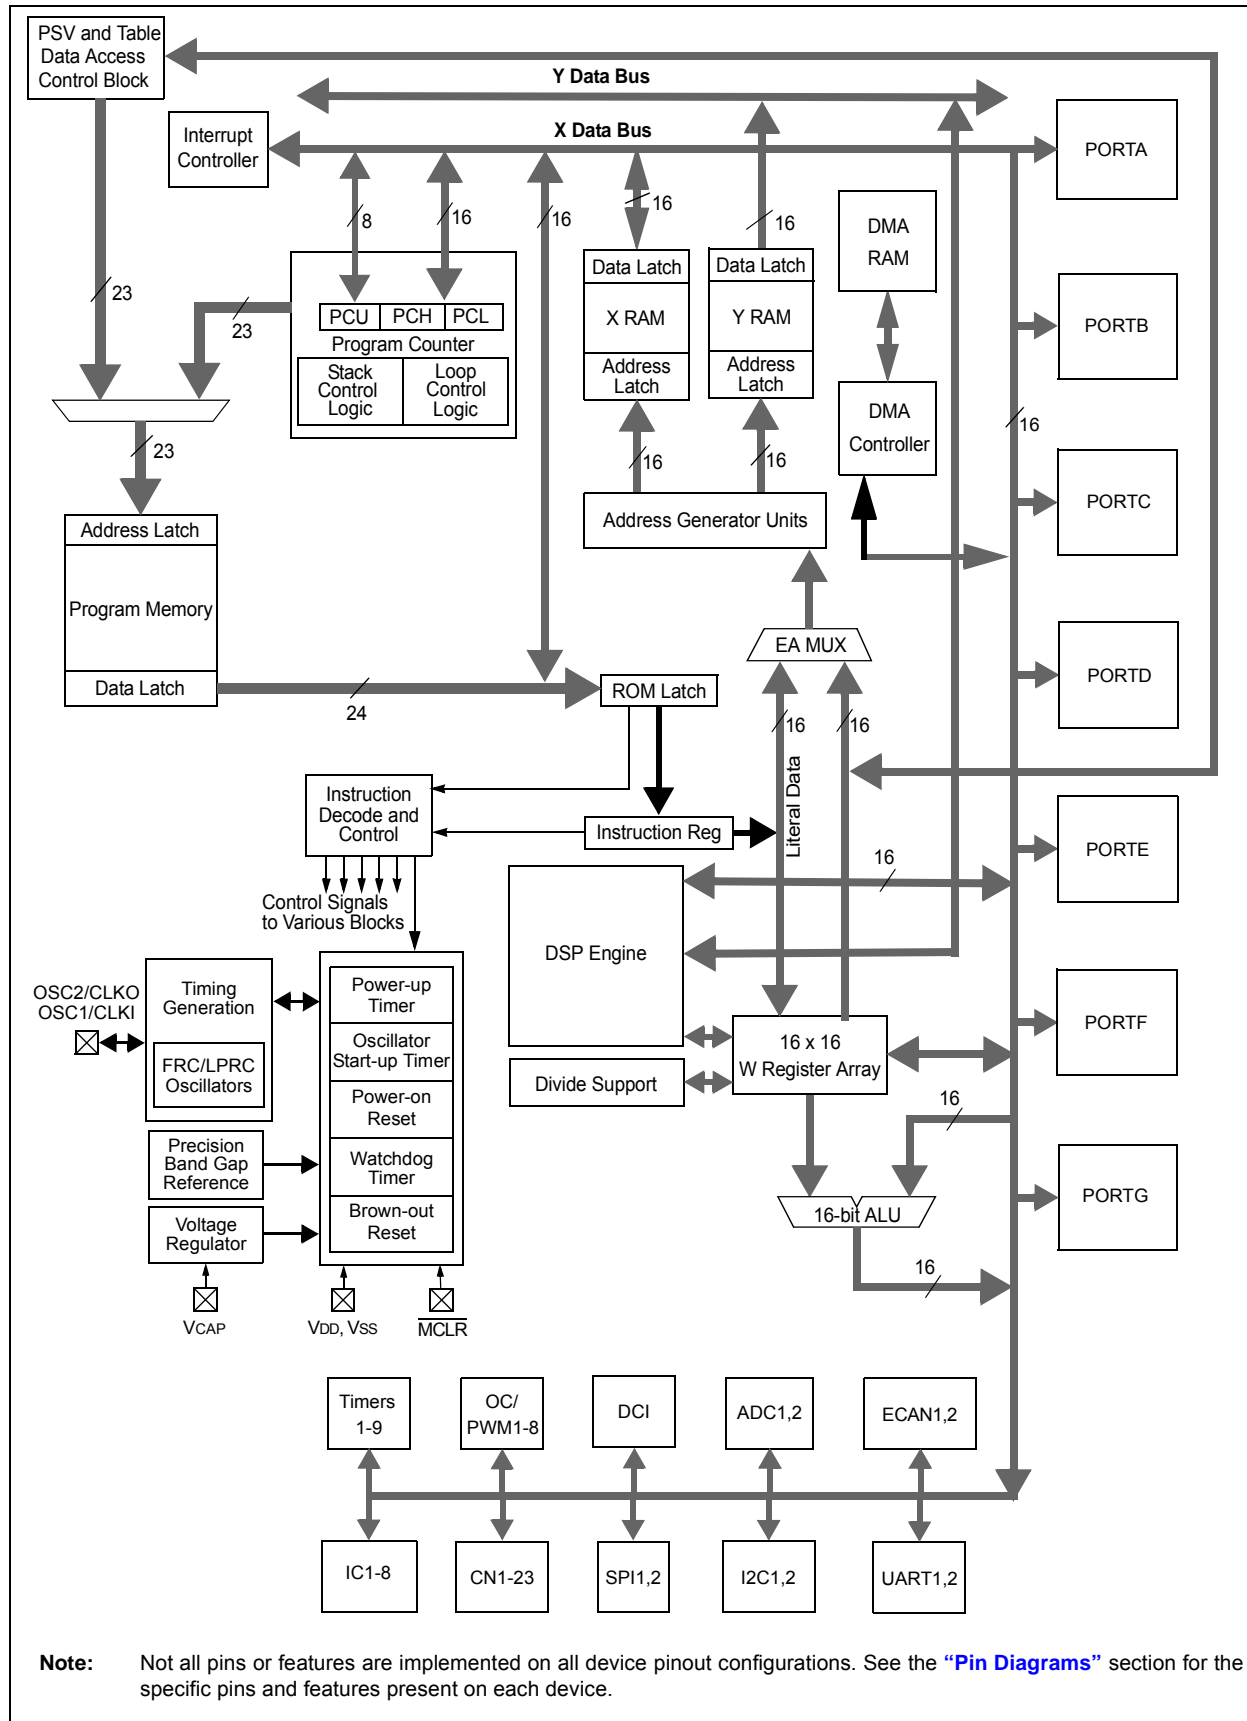 PSV and Table
Data Access
Control Block
Y Data Bus
Interrupt
Controller
X Data Bus
PORTA
8
16
16
16
16
DMA
RAM
23
23
Data Latch
X RAM
Address
Latch
Data Latch
Y RAM
Address
Latch
PCU
PCH
PCL
Program Counter
Stack
Control
Logic
Loop
Control
Logic
PORTB
DMA
Controller
16
23
16
16
PORTC
Address Latch
Program Memory
Data Latch
Address Generator Units
EA MUX
PORTD
24
ROM Latch
16
16
Literal Data
Instruction
Decode and
Control
Instruction Reg
PORTE
16
Control Signals
to Various Blocks
DSP Engine
OSC2/CLKO
OSC1/CLKI
Timing
Generation
FRC/LPRC
Oscillators
Power-up
Timer
Oscillator
Start-up Timer
Power-on
Reset
Watchdog
Timer
Brown-out
Reset
16 x 16
W Register Array
PORTF
Divide Support
16
Precision
Band Gap
Reference
Voltage
Regulator
16-bit ALU
PORTG
16
VCAP
VDD, VSS
MCLR
Timers
1-9
OC/
PWM1-8
DCI
ADC1,2
ECAN1,2
IC1-8
CN1-23
SPI1,2
I2C1,2
UART1,2
Note: Not all pins or features are implemented on all device pinout configurations. See the “Pin Diagrams” section for the
specific pins and features present on each device.